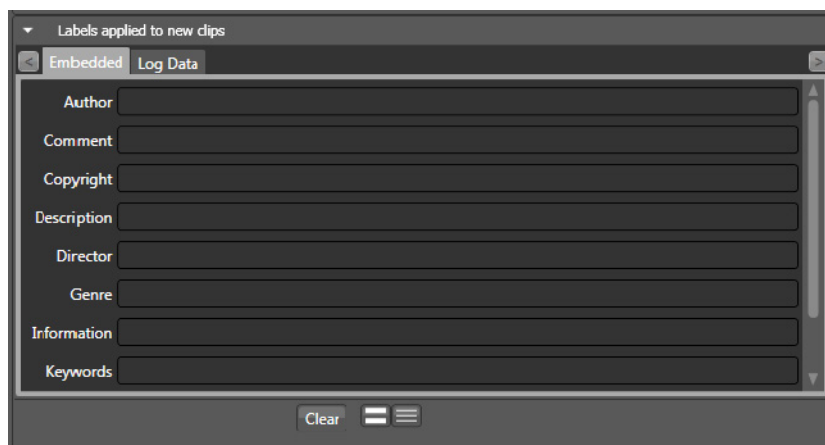 Labels applied to new clips
< Embedded Log Data >
Author
Comment
Copyright
Description
Director
Genre
Information
Keywords
Clear